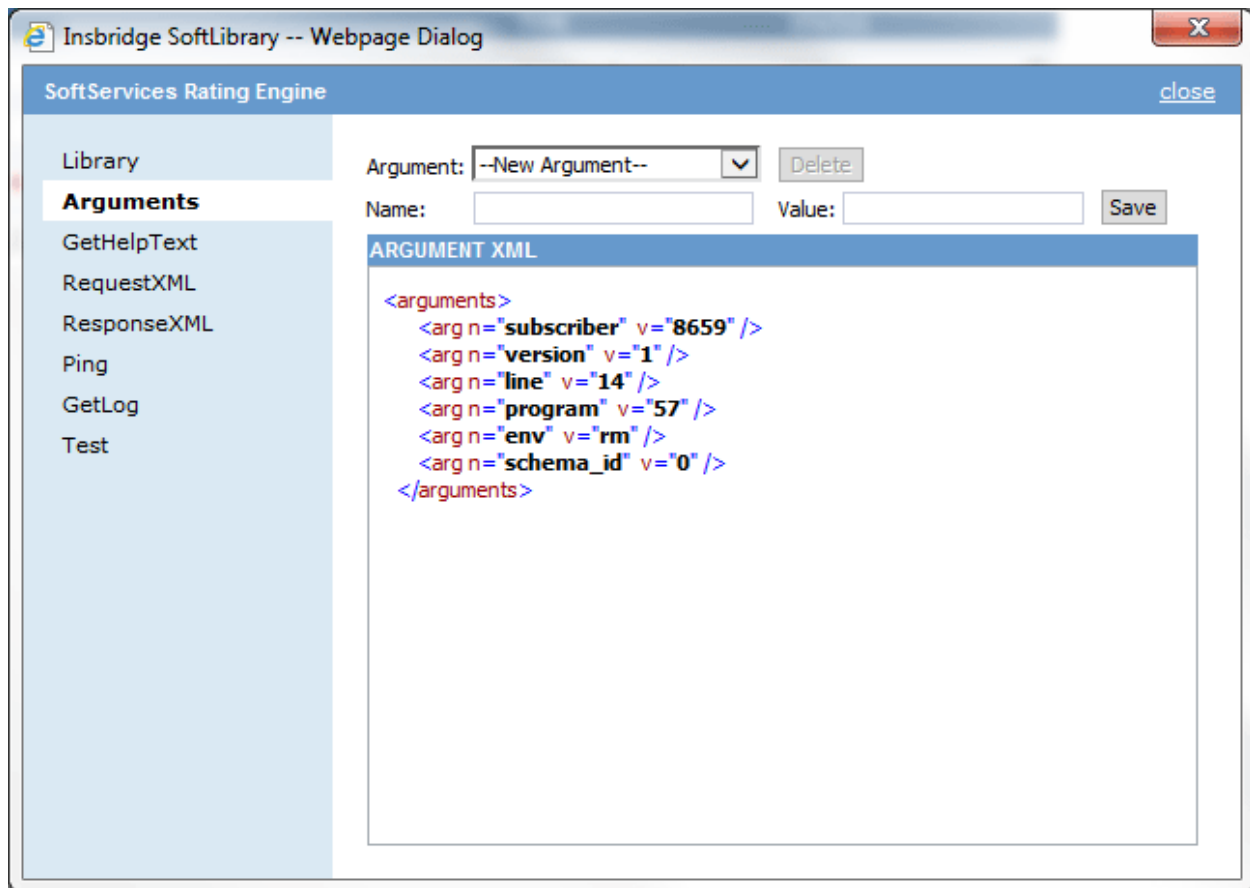 Insbridge SoftLibrary -- Webpage Dialog
SoftServices Rating Engine close
Library
Arguments
GetHelpText
RequestXML
ResponseXML
Ping
GetLog
Test
Argument: --New Argument-- Delete
Name: Value: Save
ARGUMENT XML
<arguments>
<arg n="subscriber" v="8659" />
<arg n="version" v="1" />
<arg n="line" v="14" />
<arg n="program" v="57" />
<arg n="env" v="rm" />
<arg n="schema_id" v="0" />
</arguments>